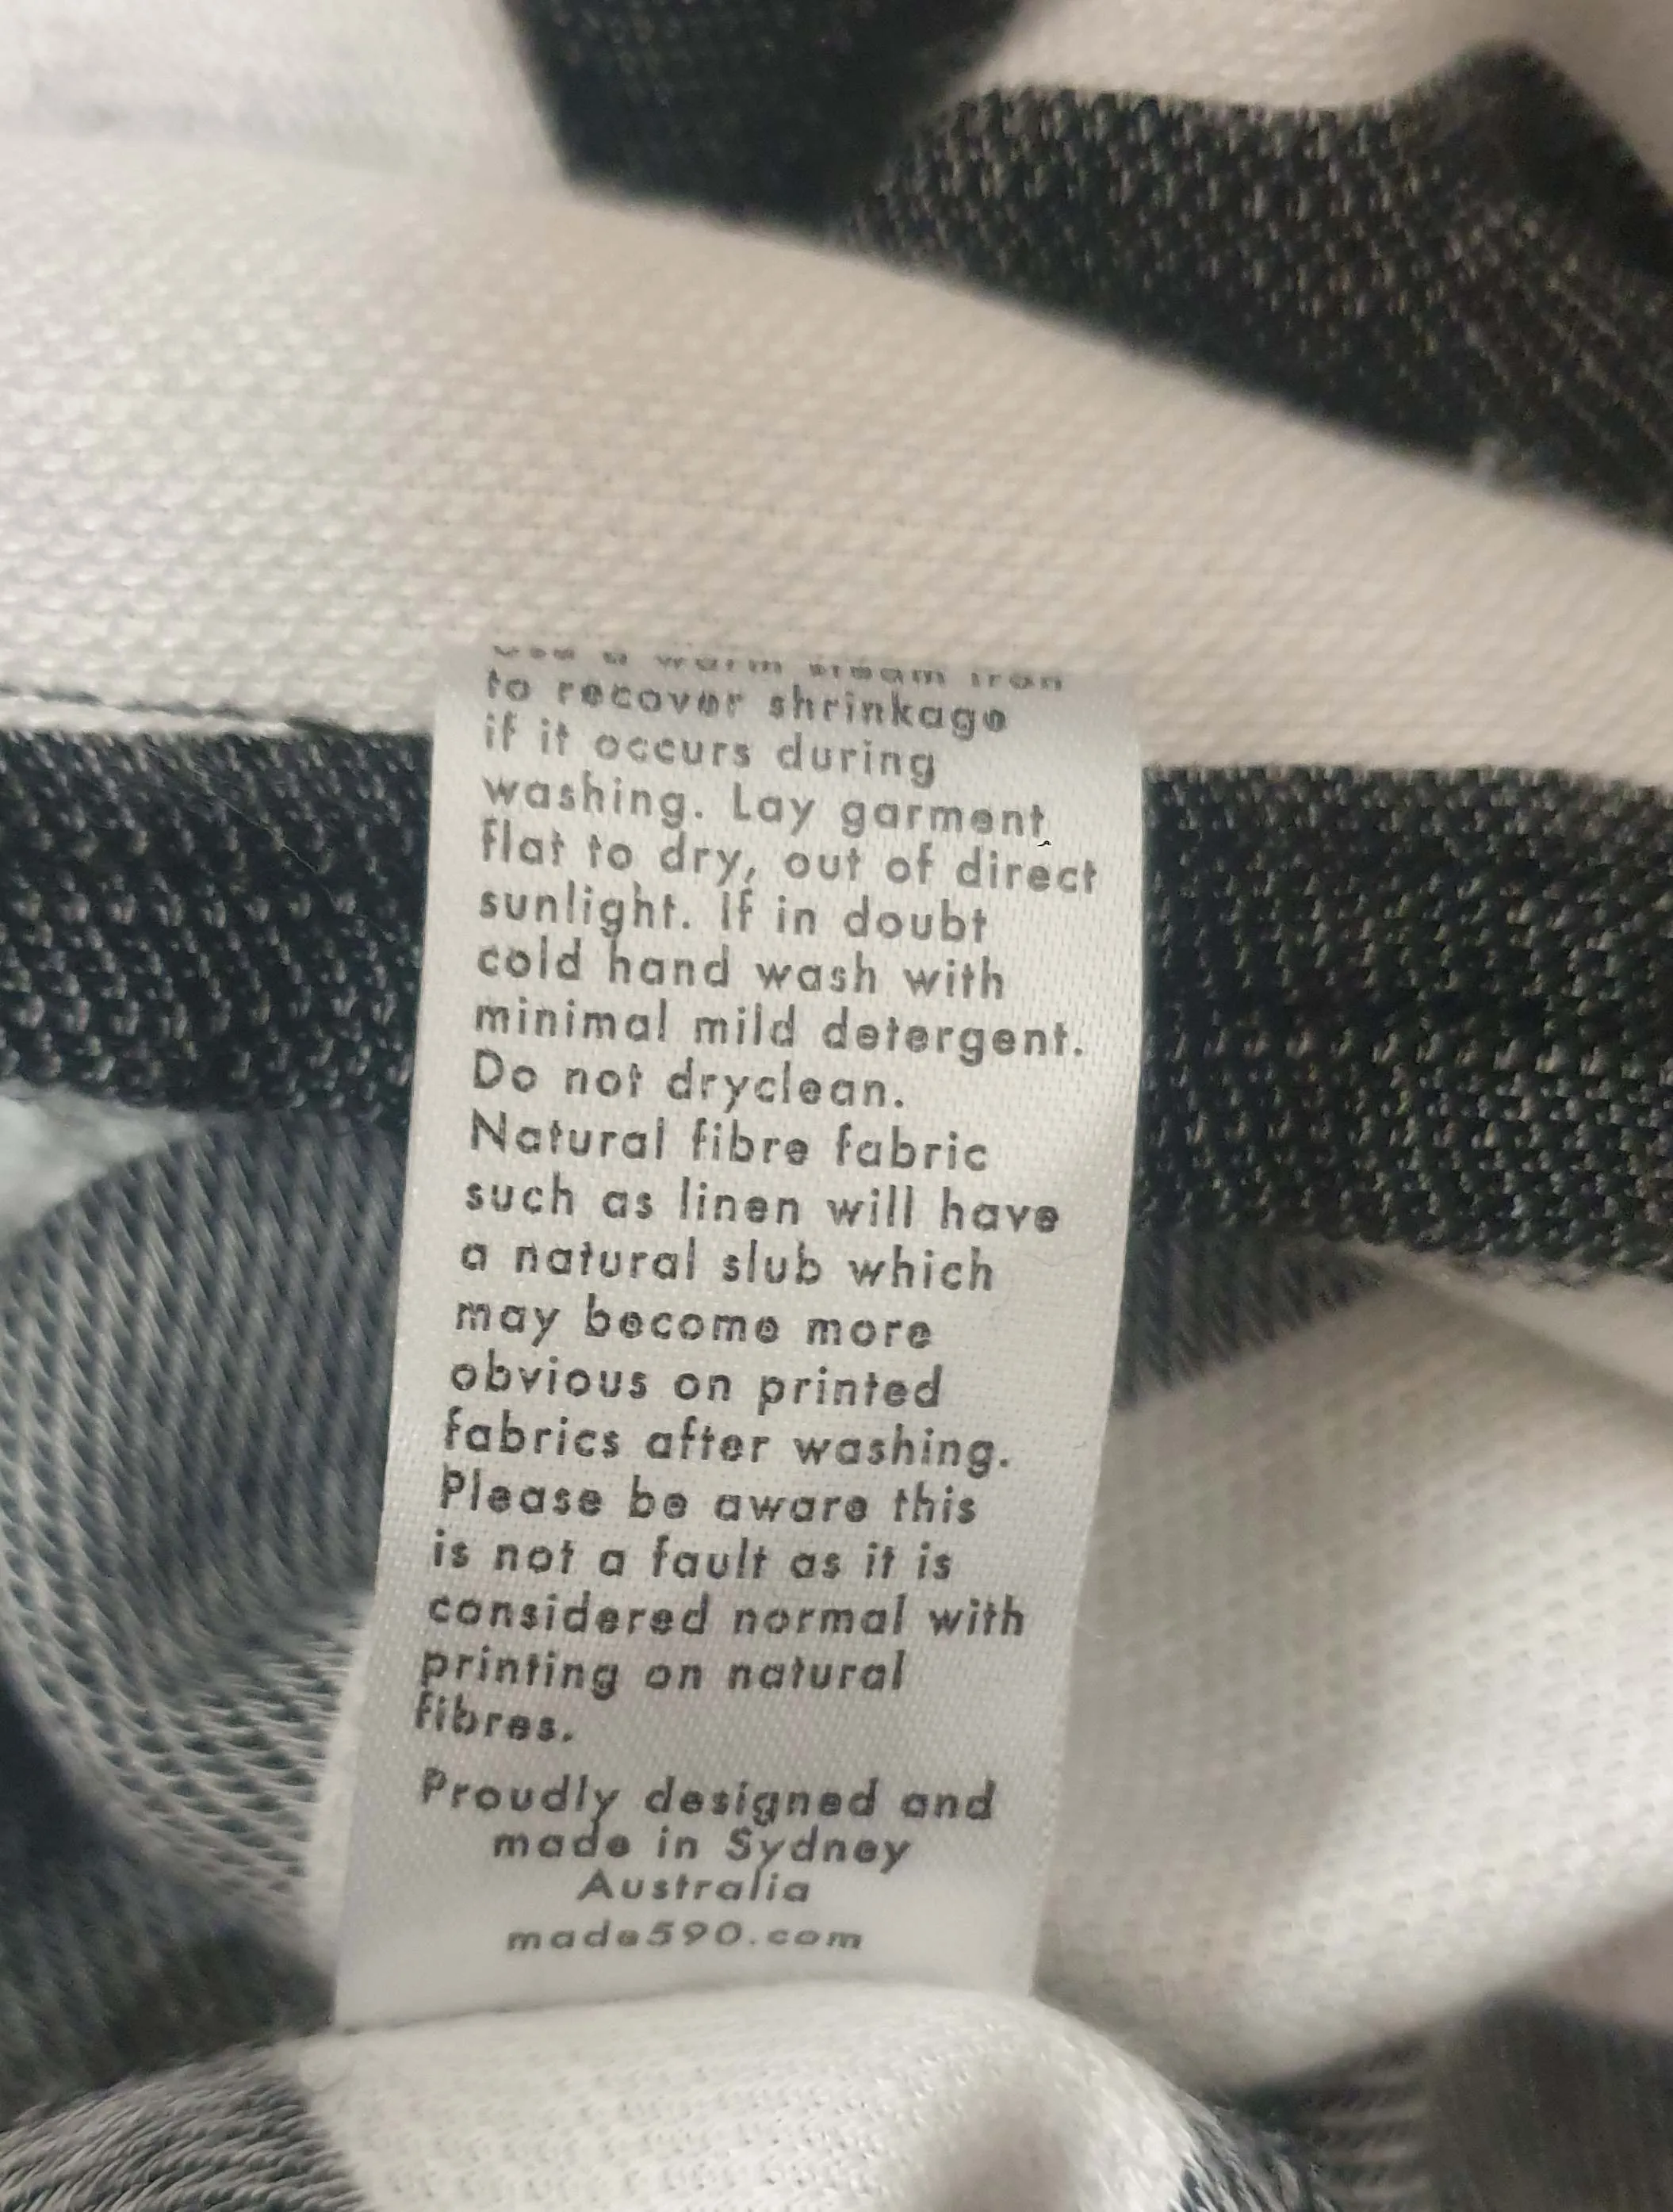 Use a warm steam iron
to recover shrinkage
if it occurs during
washing. Lay garment
flat to dry, out of direct
sunlight. If in doubt
cold hand wash with
minimal mild detergent.
Do not dryclean.
Natural fibre fabric
such as linen will have
a natural slub which
may become more
obvious on printed
fabrics after washing.
Please be aware this
is not a fault as it is
considered normal with
printing on natural
fibres.
Proudly designed and
made in Sydney
Australia
made590.com